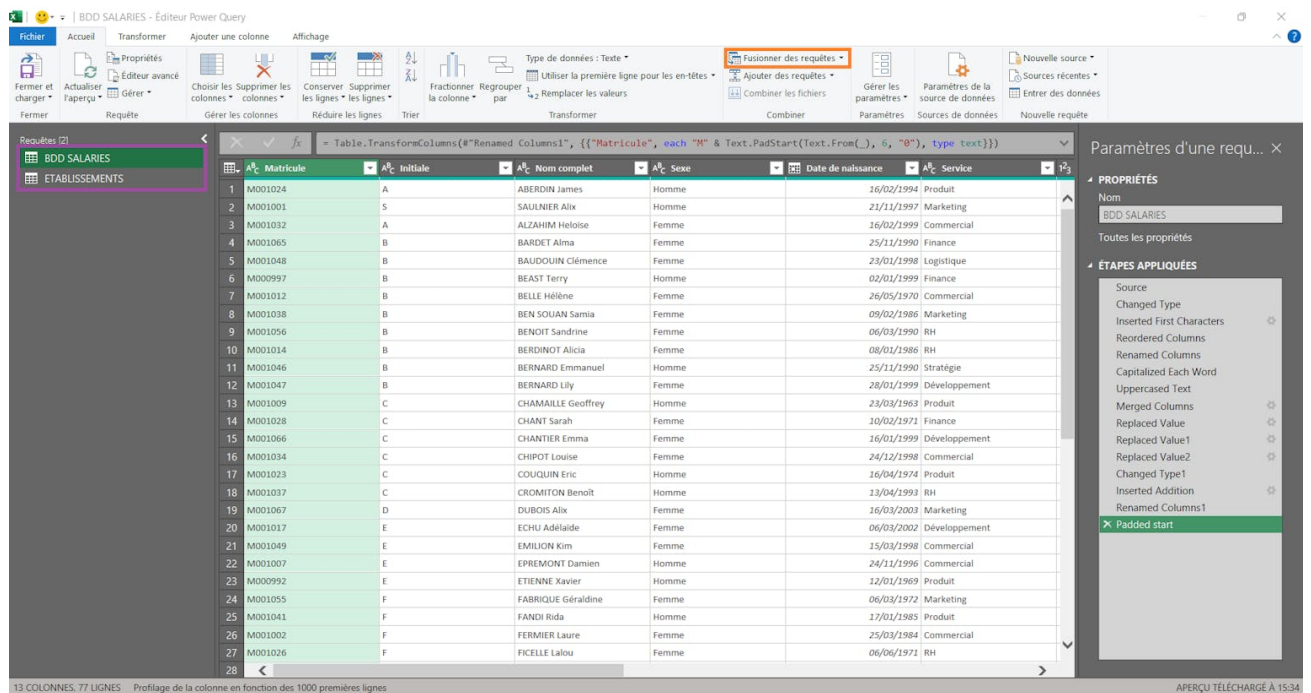 BDD SALARIES - Éditeur Power Query
Fichier Accueil Transformer Ajouter une colonne Affichage
Fermer et charger
Actualiser l'aperçu
Propriétés
Éditeur avancé
Gérer
Choisir les colonnes
Supprimer les colonnes
Conserver les lignes
Supprimer les lignes
Fractionner la colonne
Regrouper par
Type de données : Texte
Utiliser la première ligne pour les en-têtes
Remplacer les valeurs
Fusionner des requêtes
Ajouter des requêtes
Combiner les fichiers
Gérer les paramètres
Paramètres de la source de données
Nouvelle source
Sources récentes
Entrer des données
Fermer Requête Gérer les colonnes Réduire les lignes Trier Transformer Combiner Paramètres Sources de données Nouvelle requête
Requêtes [2]
BDD SALARIES
ETABLISSEMENTS
fx = Table.TransformColumns(#"Renamed Columns1", {{"Matricule", each "M" & Text.PadStart(Text.From(_), 6, "0"), type text}})
Matricule Initiale Nom complet Sexe Date de naissance Service
1 M001024 A ABERDIN James Homme 16/02/1994 Produit
2 M001001 S SAULNIER Alix Homme 21/11/1997 Marketing
3 M001032 A ALZAHIM Heloïse Femme 16/02/1999 Commercial
4 M001065 B BARDET Alma Femme 25/11/1990 Finance
5 M001048 B BAUDOUIN Clémence Femme 23/01/1998 Logistique
6 M000997 B BEAST Terry Homme 02/01/1999 Finance
7 M001012 B BELLE Hélène Femme 26/05/1970 Commercial
8 M001038 B BEN SOUAN Samia Femme 09/02/1986 Marketing
9 M001056 B BENOIT Sandrine Femme 06/03/1990 RH
10 M001014 B BERDINOT Alicia Femme 08/01/1986 RH
11 M001046 B BERNARD Emmanuel Homme 25/11/1990 Stratégie
12 M001047 B BERNARD Lily Femme 28/01/1999 Développement
13 M001009 C CHAMAILLE Geoffrey Homme 23/03/1963 Produit
14 M001028 C CHANT Sarah Femme 10/02/1971 Finance
15 M001066 C CHANTIER Emma Femme 16/01/1999 Développement
16 M001034 C CHIPOT Louise Femme 24/12/1998 Commercial
17 M001023 C COUQUIN Eric Homme 16/04/1974 Produit
18 M001037 C CROMITON Benoît Homme 13/04/1993 RH
19 M001067 D DUBOIS Alix Femme 16/03/2003 Marketing
20 M001017 E ECHU Adélaïde Femme 06/03/2002 Développement
21 M001049 E EMILION Kim Femme 15/03/1998 Commercial
22 M001007 E EPREMONT Damien Homme 24/11/1996 Commercial
23 M000992 E ETIENNE Xavier Homme 12/01/1969 Produit
24 M001055 F FABRIQUE Géraldine Femme 06/03/1972 Marketing
25 M001041 F FANDI Rida Homme 17/01/1985 Produit
26 M001002 F FERMIER Laure Femme 25/03/1984 Commercial
27 M001026 F FICELLE Lalou Femme 06/06/1971 RH
28
Paramètres d'une requ...
PROPRIÉTÉS
Nom
BDD SALARIES
Toutes les propriétés
ÉTAPES APPLIQUÉES
Source
Changed Type
Inserted First Characters
Reordered Columns
Renamed Columns
Capitalized Each Word
Uppercased Text
Merged Columns
Replaced Value
Replaced Value1
Replaced Value2
Changed Type1
Inserted Addition
Renamed Columns1
Padded start
13 COLONNES, 77 LIGNES Profilage de la colonne en fonction des 1000 premières lignes APERÇU TÉLÉCHARGÉ À 15:34